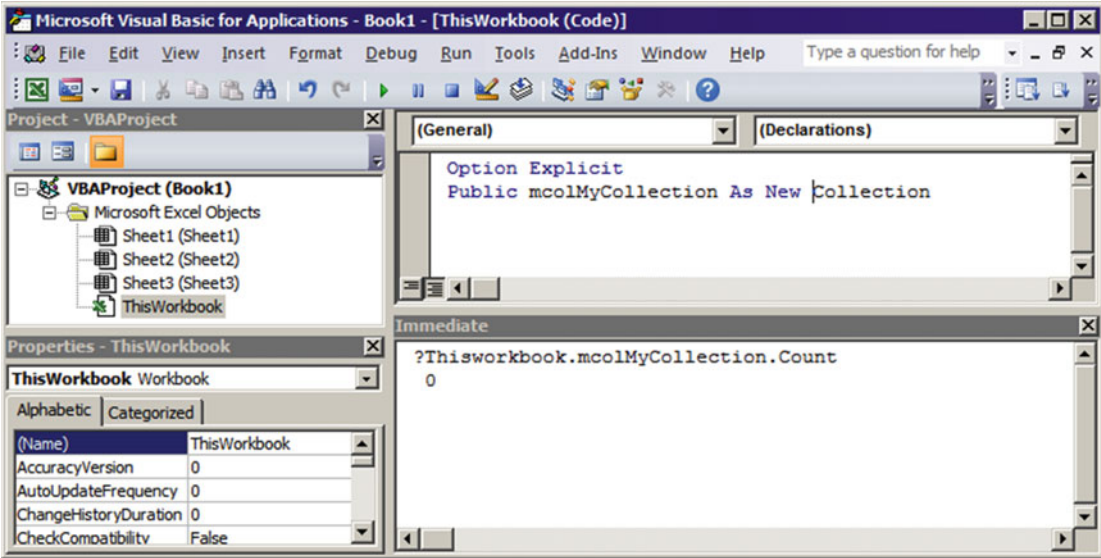 Microsoft Visual Basic for Applications - Book1 - [ThisWorkbook (Code)]
File Edit View Insert Format Debug Run Tools Add-Ins Window Help Type a question for help
Project - VBAProject
VBAProject (Book1)
Microsoft Excel Objects
Sheet1 (Sheet1)
Sheet2 (Sheet2)
Sheet3 (Sheet3)
ThisWorkbook
Properties - ThisWorkbook
ThisWorkbook Workbook
Alphabetic Categorized
(Name) ThisWorkbook
AccuracyVersion 0
AutoUpdateFrequency 0
ChangeHistoryDuration 0
CheckCompatibility False
(General) (Declarations)
Option Explicit
Public mcolMyCollection As New Collection
Immediate
?Thisworkbook.mcolMyCollection.Count
0